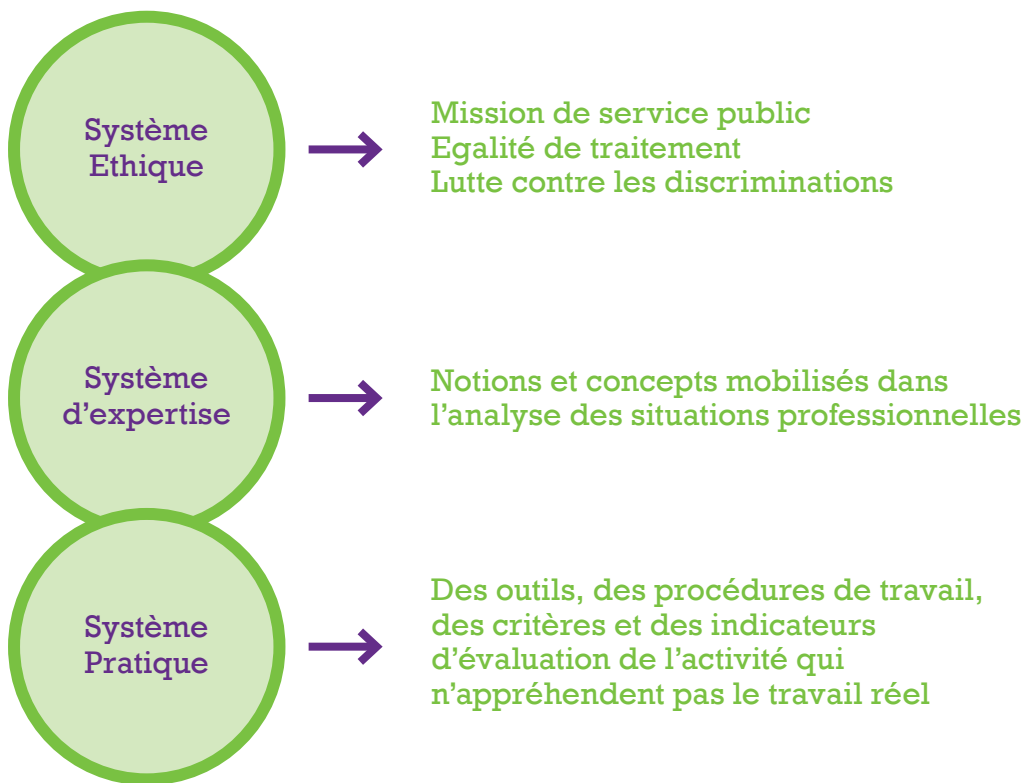 Système
Ethique
Mission de service public
Egalité de traitement
Lutte contre les discriminations
Système
d’expertise
Notions et concepts mobilisés dans
l’analyse des situations professionnelles
Système
Pratique
Des outils, des procédures de travail,
des critères et des indicateurs
d’évaluation de l’activité qui
n’appréhendent pas le travail réel